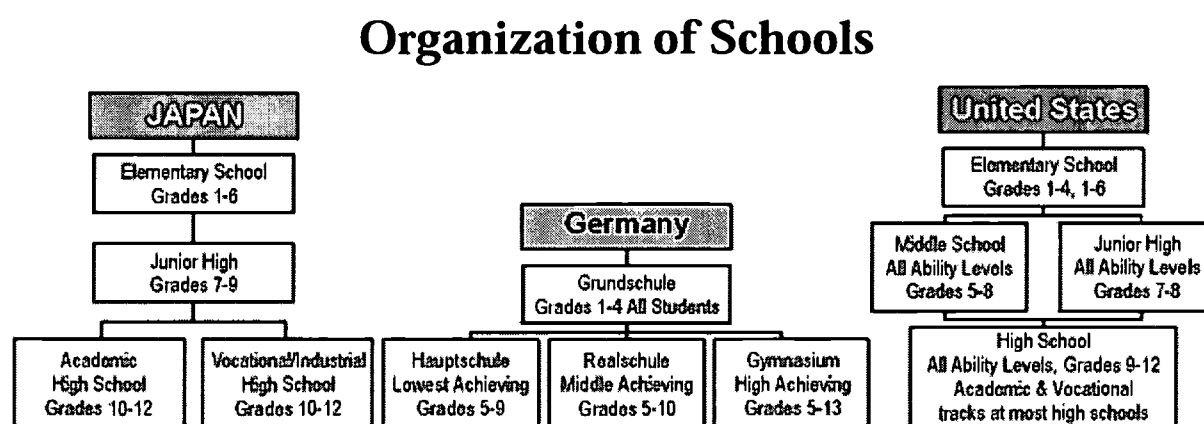 Organization of Schools
JAPAN
Elementary School
Grades 1-6
Junior High
Grades 7-9
Academic
High School
Grades 10-12
Vocational/Industrial
High School
Grades 10-12
Germany
Grundschule
Grades 1-4 All Students
Hauptschule
Lowest Achieving
Grades 5-9
Realschule
Middle Achieving
Grades 5-10
Gymnasium
High Achieving
Grades 5-13
United States
Elementary School
Grades 1-4, 1-6
Middle School
All Ability Levels
Grades 5-8
Junior High
All Ability Levels
Grades 7-8
High School
All Ability Levels, Grades 9-12
Academic & Vocational
tracks at most high schools